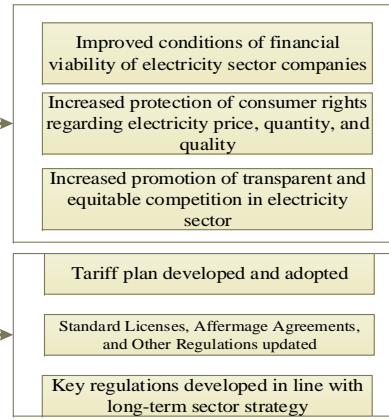 Improved conditions of financial
viability of electricity sector companies
Increased protection of consumer rights
regarding electricity price, quantity, and
quality
Increased promotion of transparent and
equitable competition in electricity
sector
Tariff plan developed and adopted
Standard Licenses, Affermage Agreements,
and Other Regulations updated
Key regulations developed in line with
long-term sector strategy